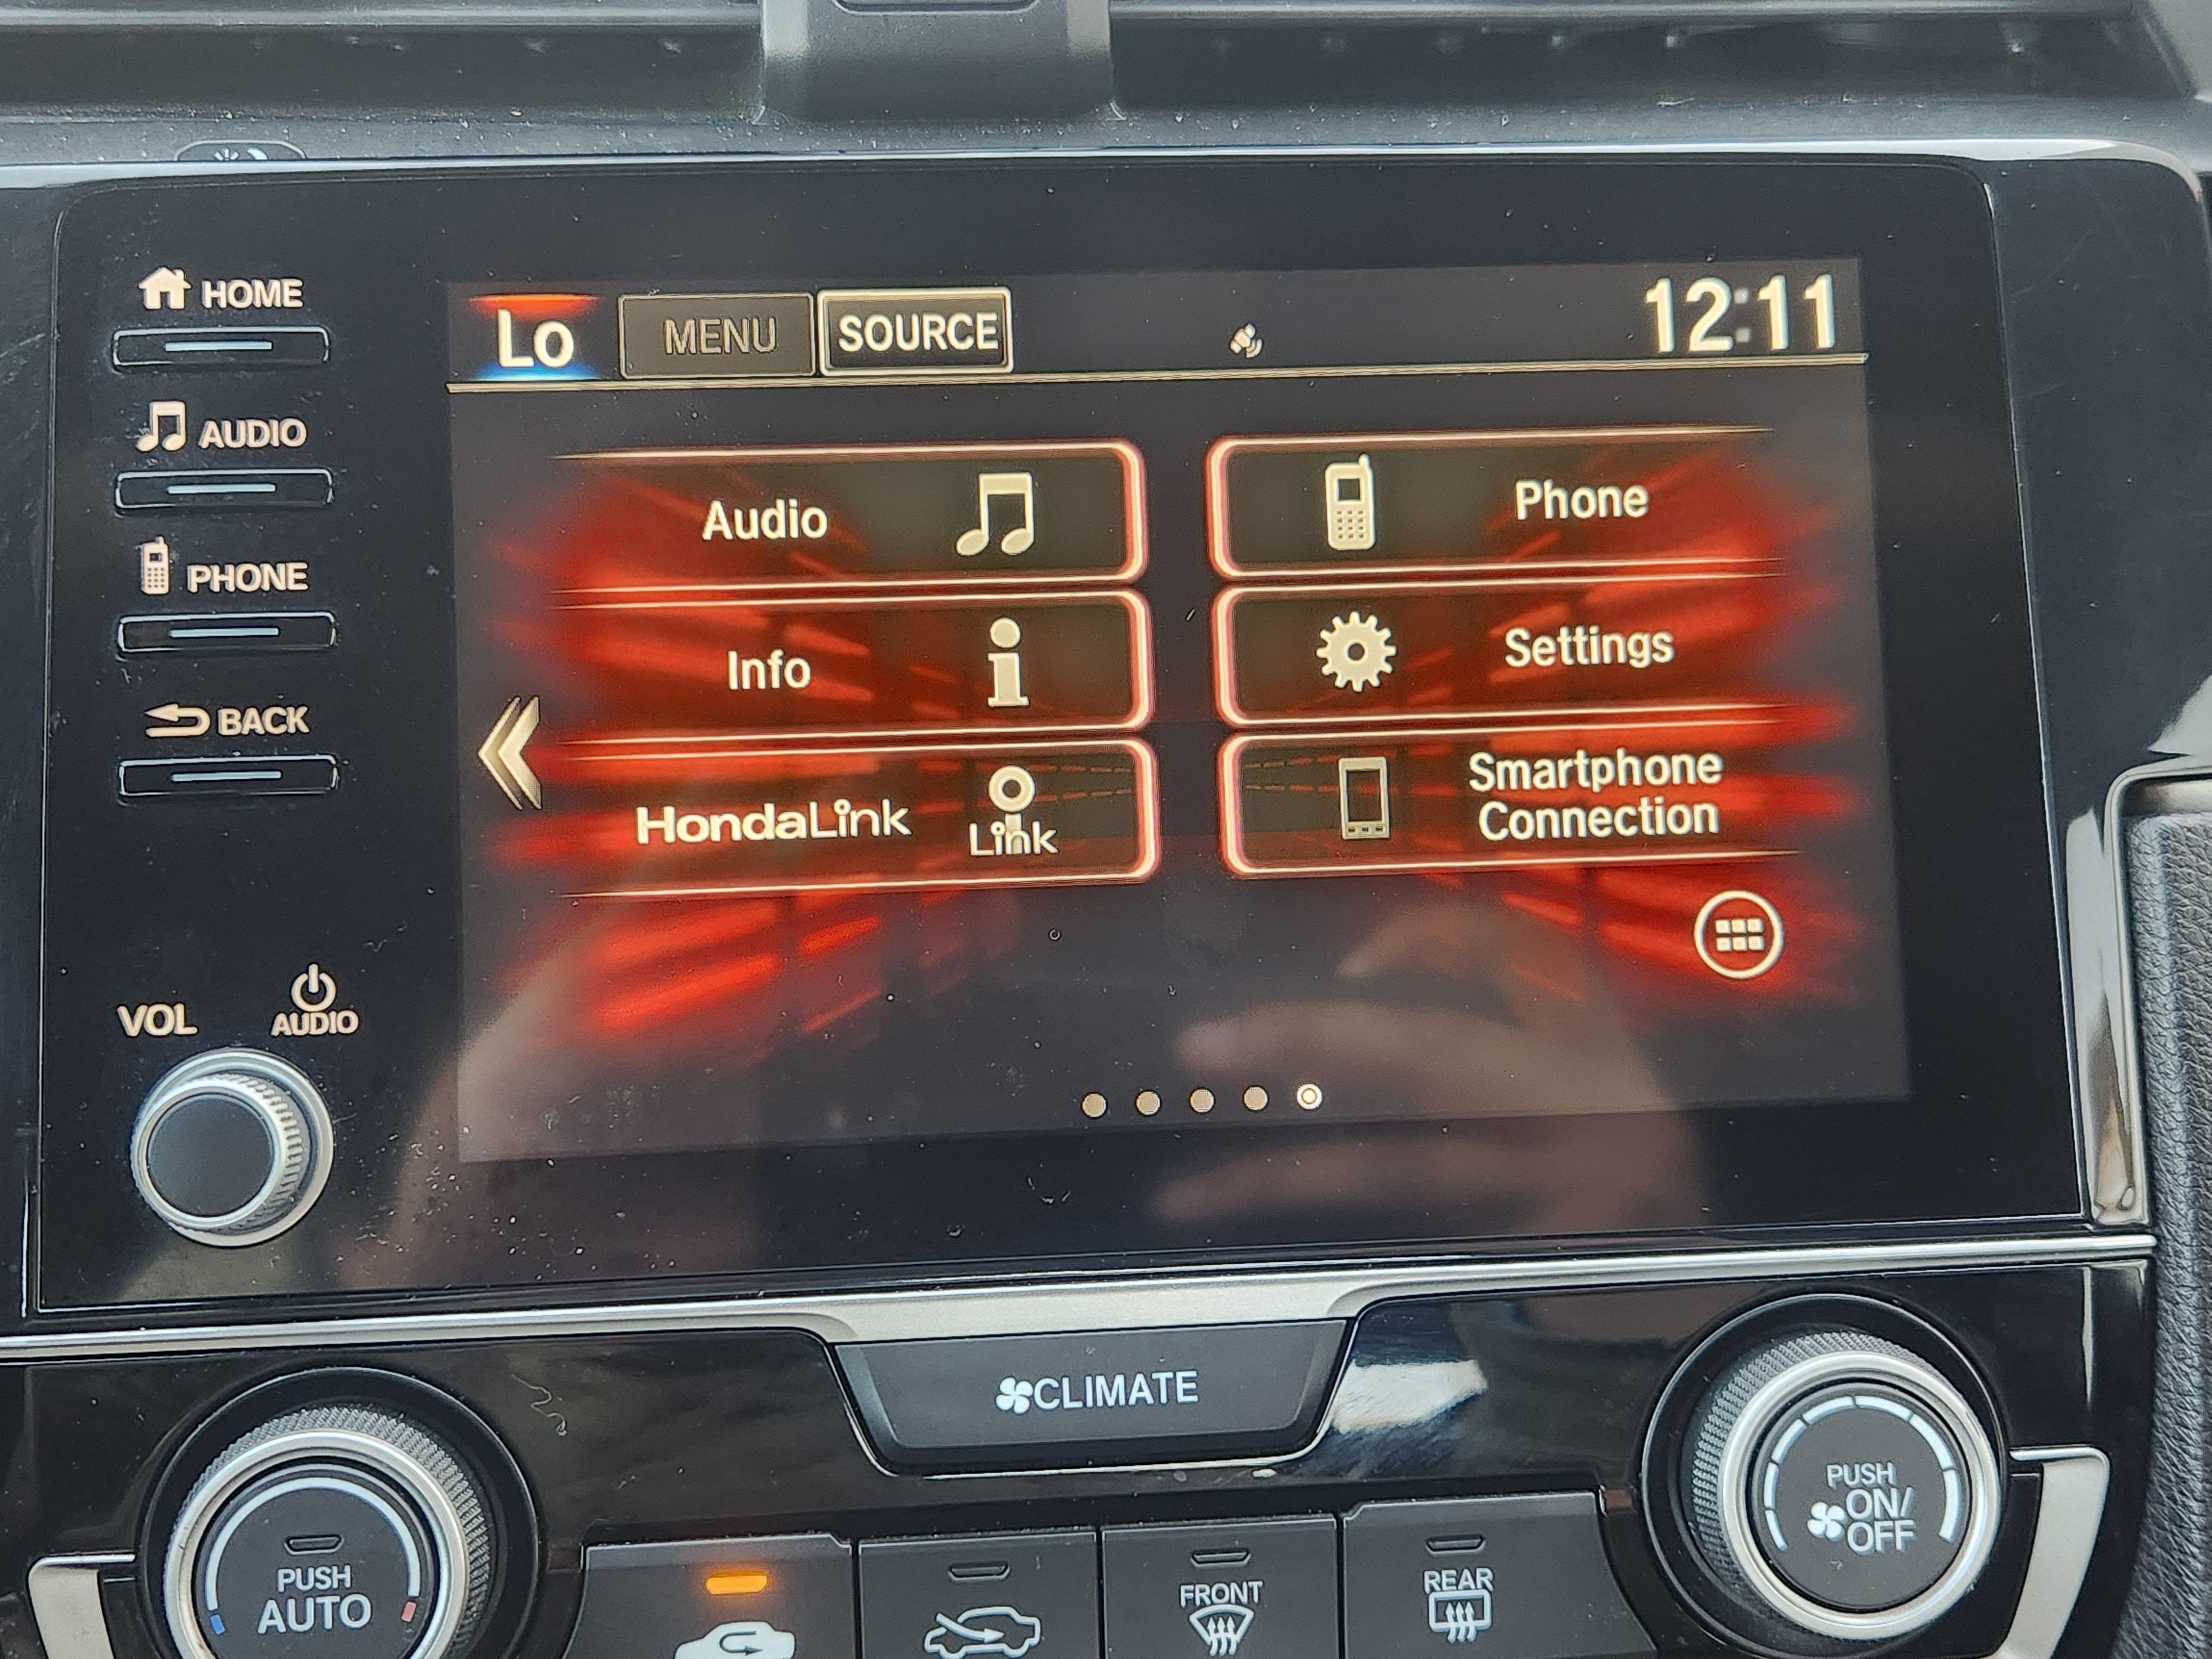 HOME
AUDIO
PHONE
BACK
VOL
AUDIO
Lo
MENU
SOURCE
12:11
Audio
Phone
Info
Settings
HondaLink
Link
Smartphone
Connection
CLIMATE
PUSH
AUTO
FRONT
REAR
PUSH
ON/
OFF